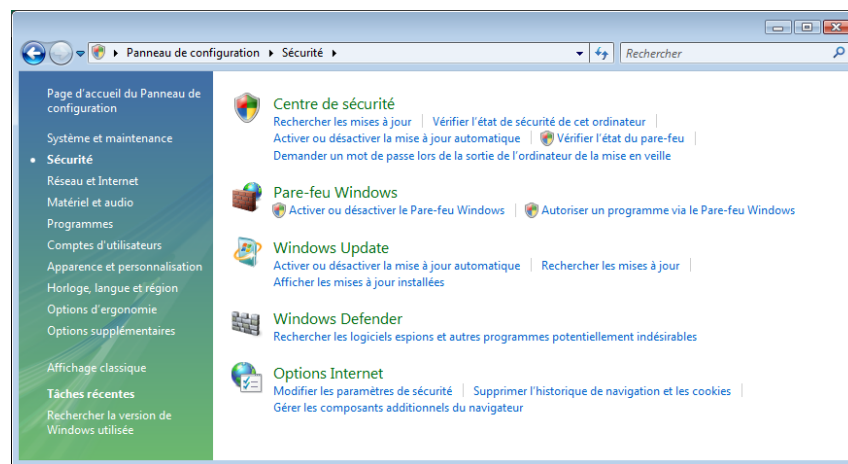 Panneau de configuration Sécurité
Rechercher
Page d'accueil du Panneau de
configuration
Système et maintenance
Sécurité
Réseau et Internet
Matériel et audio
Programmes
Comptes d'utilisateurs
Apparence et personnalisation
Horloge, langue et région
Options d'ergonomie
Options supplémentaires
Affichage classique
Tâches récentes
Rechercher la version de
Windows utilisée
Centre de sécurité
Rechercher les mises à jour Vérifier l'état de sécurité de cet ordinateur
Activer ou désactiver la mise à jour automatique Vérifier l'état du pare-feu
Demander un mot de passe lors de la sortie de l'ordinateur de la mise en veille
Pare-feu Windows
Activer ou désactiver le Pare-feu Windows Autoriser un programme via le Pare-feu Windows
Windows Update
Activer ou désactiver la mise à jour automatique Rechercher les mises à jour
Afficher les mises à jour installées
Windows Defender
Rechercher les logiciels espions et autres programmes potentiellement indésirables
Options Internet
Modifier les paramètres de sécurité Supprimer l'historique de navigation et les cookies
Gérer les composants additionnels du navigateur